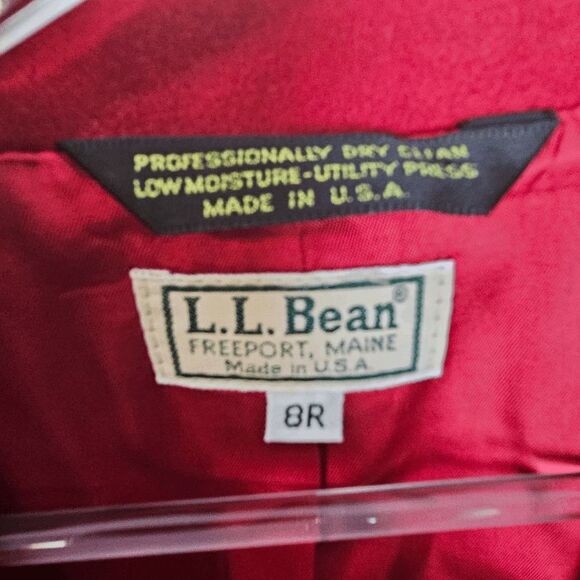 PROFESSIONALLY DRY CLEAN
LOW MOISTURE-UTILITY PRESS
MADE IN U.S.A.
L.L.Bean®
FREEPORT, MAINE
Made in U.S.A.
8R